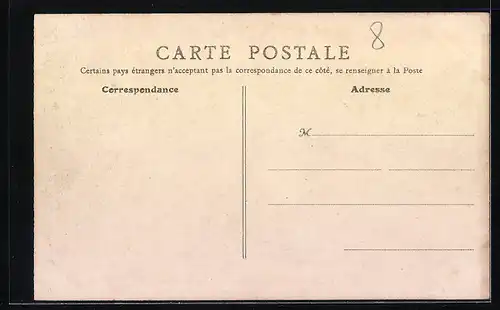 8
CARTE POSTALE
Certains pays étrangers n'acceptant pas la correspondance de ce côté, se renseigner à la Poste
Correspondance
Adresse
M